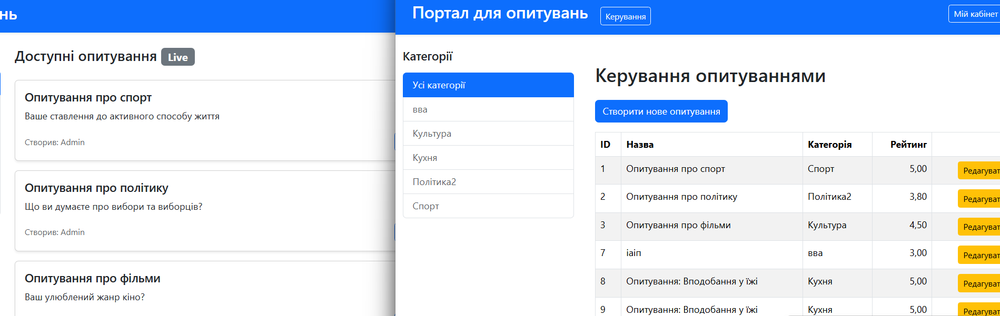 нь
Доступні опитування Live
Опитування про спорт
Ваше ставлення до активного способу життя
Створив: Admin
Опитування про політику
Що ви думаєте про вибори та виборців?
Створив: Admin
Опитування про фільми
Ваш улюблений жанр кіно?
Портал для опитувань Керування Мій кабінет
Категорії
Усі категорії
вва
Культура
Кухня
Політика2
Спорт
Керування опитуваннями
Створити нове опитування
ID Назва Категорія Рейтинг
1 Опитування про спорт Спорт 5,00 Редагуват
2 Опитування про політику Політика2 3,80 Редагуват
3 Опитування про фільми Культура 4,50 Редагуват
7 іаіп вва 3,00 Редагуват
8 Опитування: Вподобання у їжі Кухня 5,00 Редагуват
9 Опитування: Вподобання у їжі Кухня 5,00 Редагуват